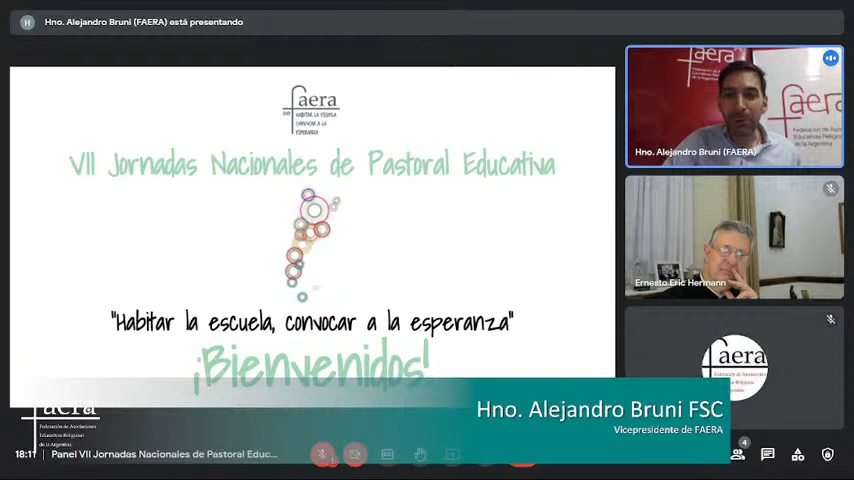 Hno. Alejandro Bruni (FAERA) está presentando
H
faera
HABITAR LA ESCUELA
CONVOCAR A LA
ESPERANZA
VII Jornadas Nacionales de Pastoral Educativa
"Habitar la escuela, convocar a la esperanza"
¡Bienvenidos!
faera
faera
Hno. Alejandro Bruni (FAERA)
Ernesto Eric Hermann
faera
Hno. Alejandro Bruni FSC
Vicepresidente de FAERA
faera
Federación de Asociaciones
Educativas Religiosas
de la Argentina
18:11
Panel VII Jornadas Nacionales de Pastoral Educ...
4